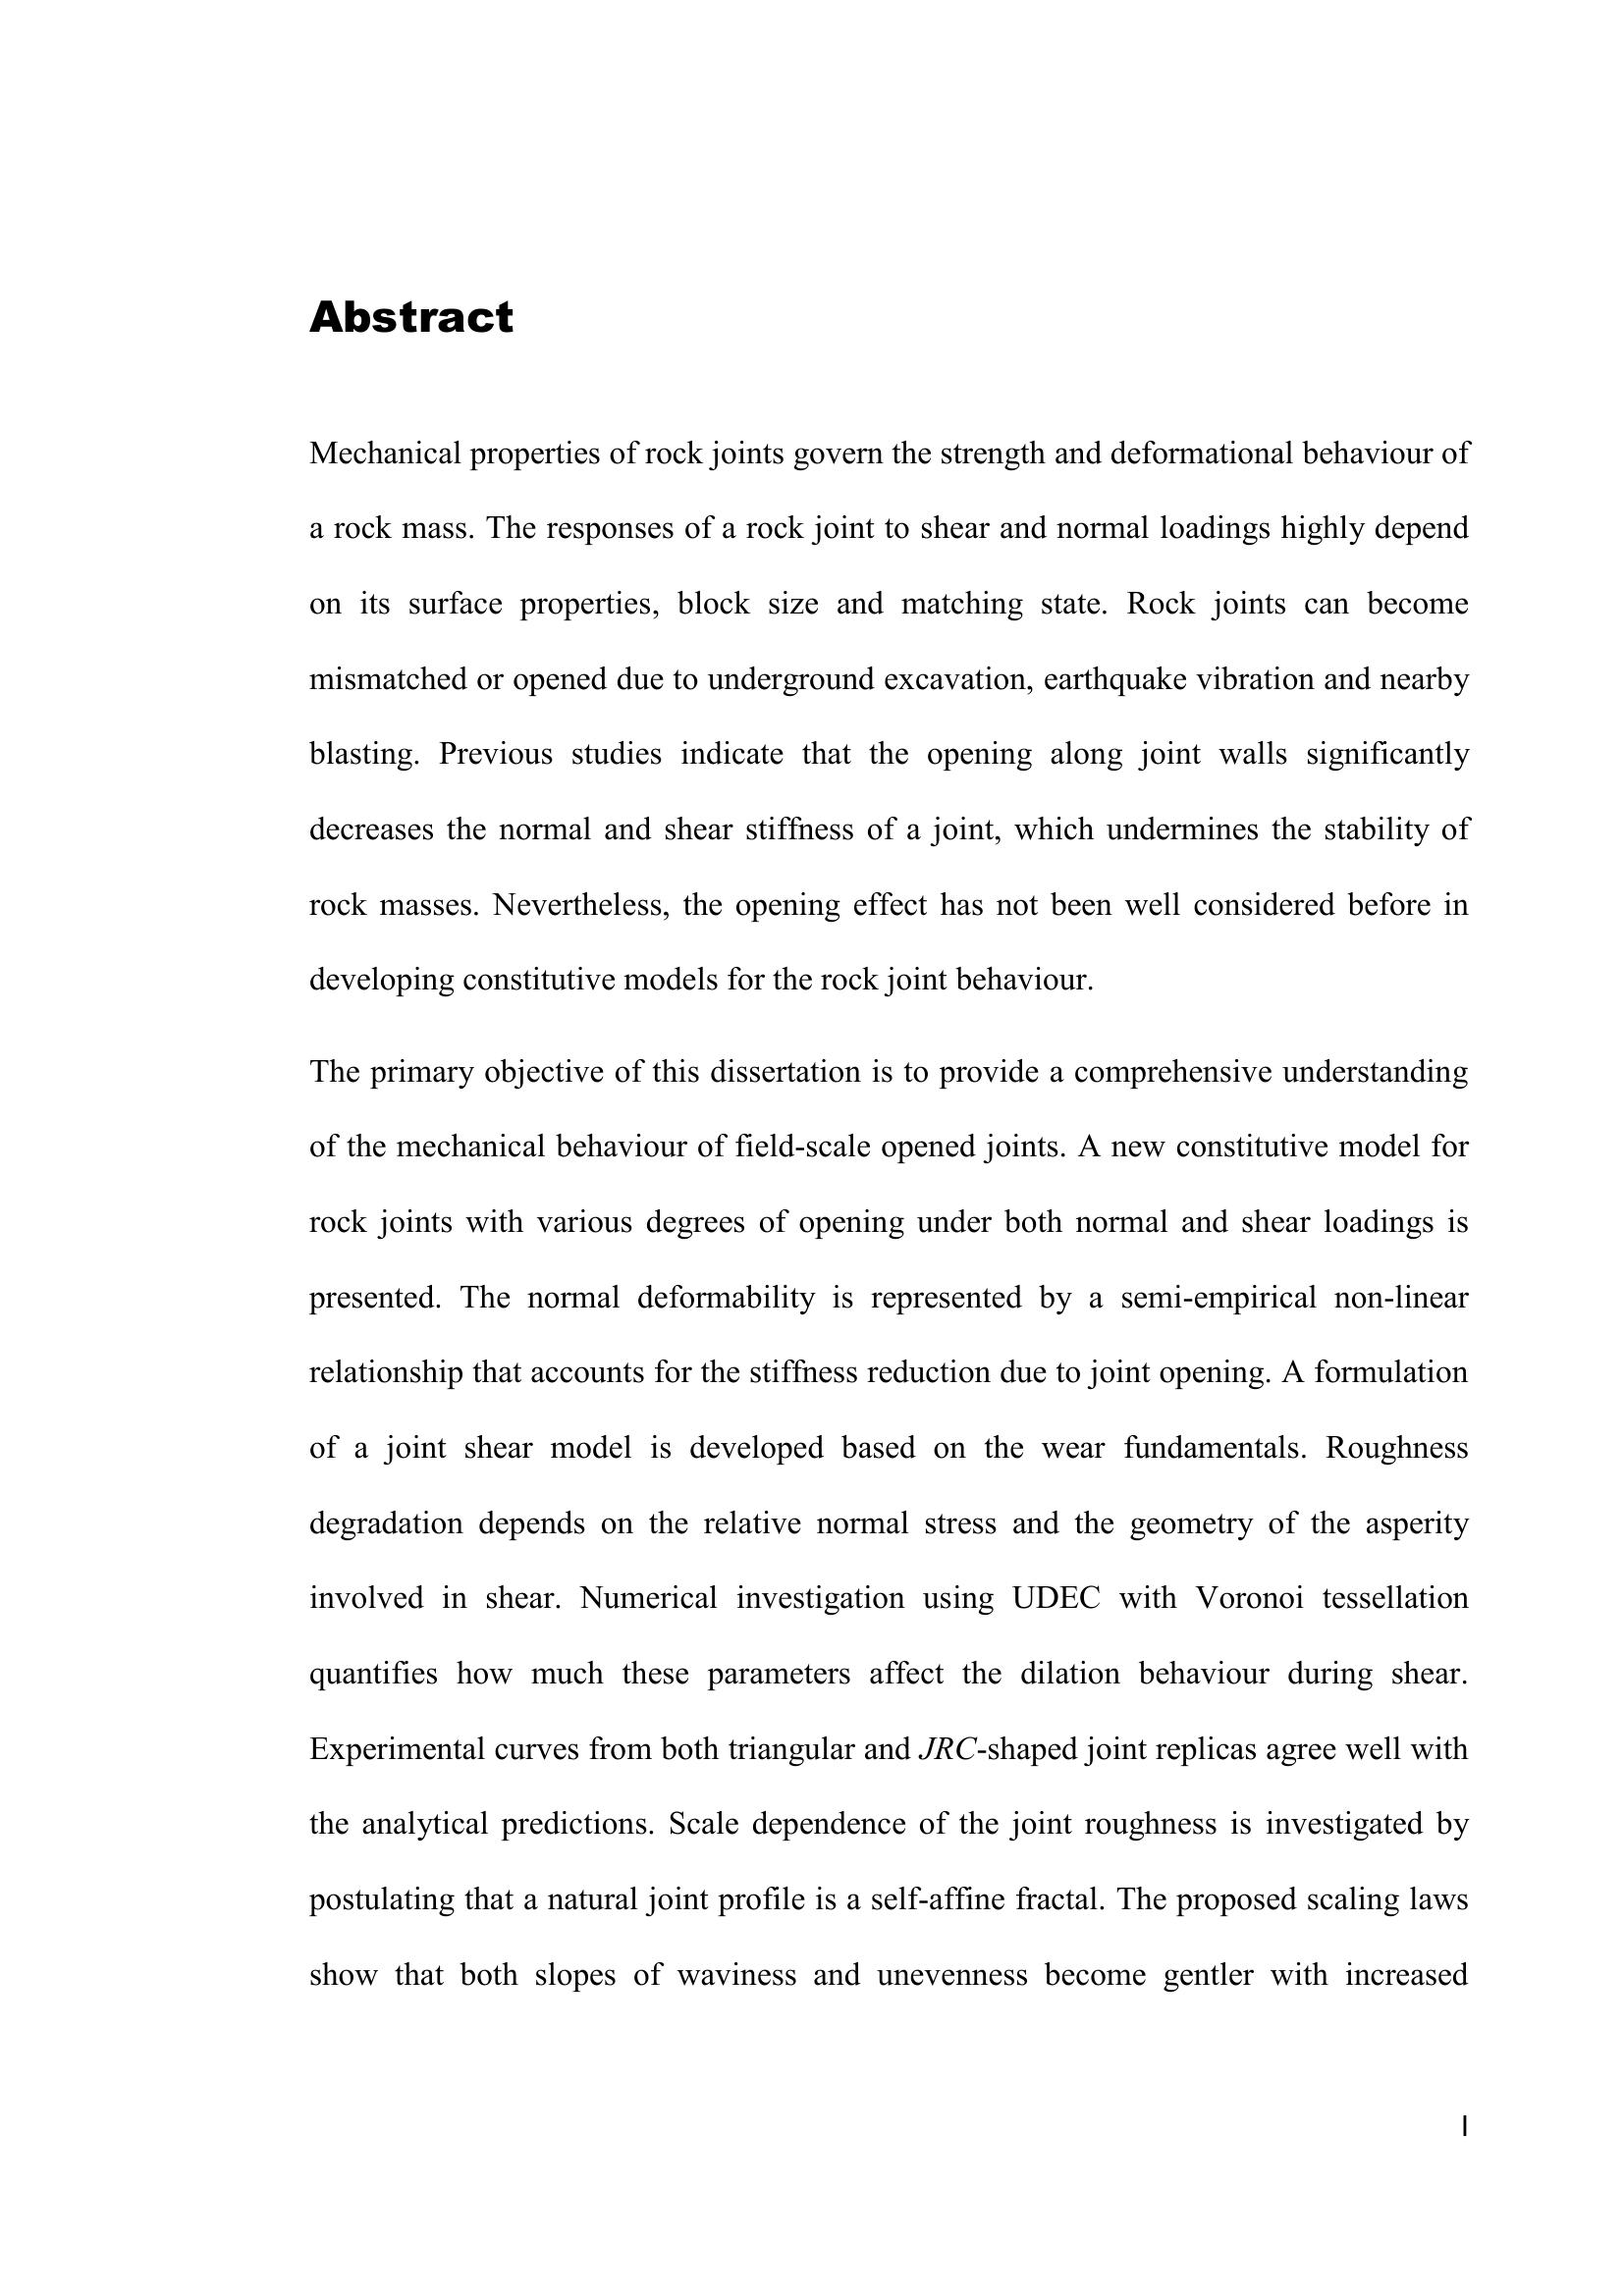 Abstract
Mechanical properties of rock joints govern the strength and deformational behaviour of
a rock mass. The responses of a rock joint to shear and normal loadings highly depend
on its surface properties, block size and matching state. Rock joints can become
mismatched or opened due to underground excavation, earthquake vibration and nearby
blasting. Previous studies indicate that the opening along joint walls significantly
decreases the normal and shear stiffness of a joint, which undermines the stability of
rock masses. Nevertheless, the opening effect has not been well considered before in
developing constitutive models for the rock joint behaviour.
The primary objective of this dissertation is to provide a comprehensive understanding
of the mechanical behaviour of field-scale opened joints. A new constitutive model for
rock joints with various degrees of opening under both normal and shear loadings is
presented. The normal deformability is represented by a semi-empirical non-linear
relationship that accounts for the stiffness reduction due to joint opening. A formulation
of a joint shear model is developed based on the wear fundamentals. Roughness
degradation depends on the relative normal stress and the geometry of the asperity
involved in shear. Numerical investigation using UDEC with Voronoi tessellation
quantifies how much these parameters affect the dilation behaviour during shear.
Experimental curves from both triangular and JRC-shaped joint replicas agree well with
the analytical predictions. Scale dependence of the joint roughness is investigated by
postulating that a natural joint profile is a self-affine fractal. The proposed scaling laws
show that both slopes of waviness and unevenness become gentler with increased
I